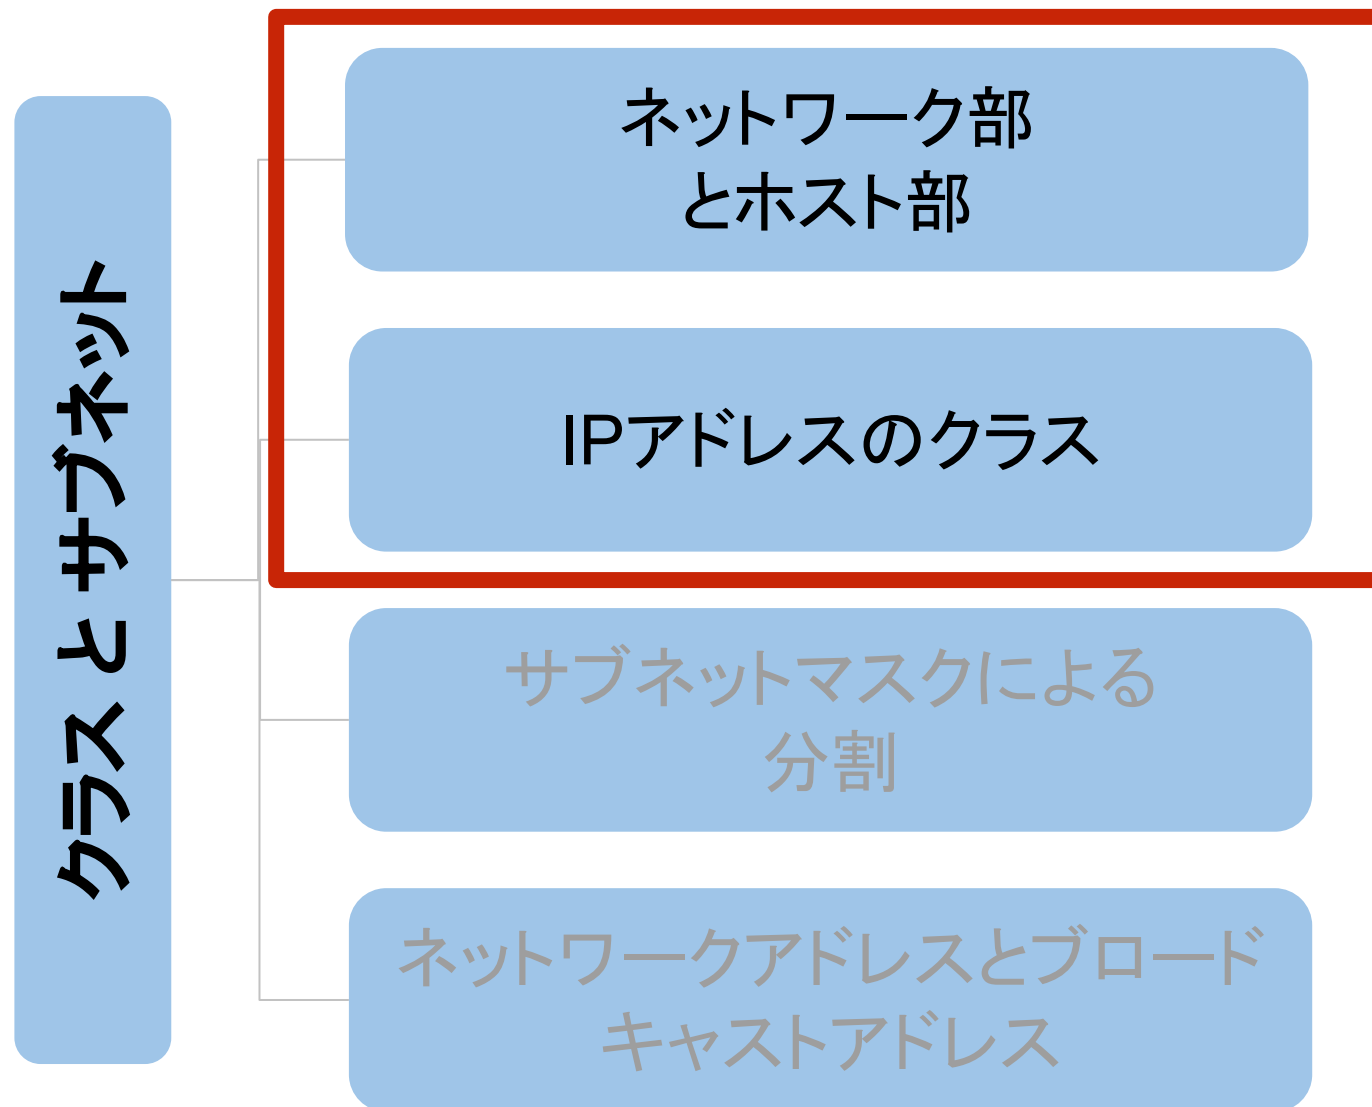 クラス と サブネット
ネットワーク部
とホスト部
IPアドレスのクラス
サブネットマスクによる
分割
ネットワークアドレスとブロード
キャストアドレス